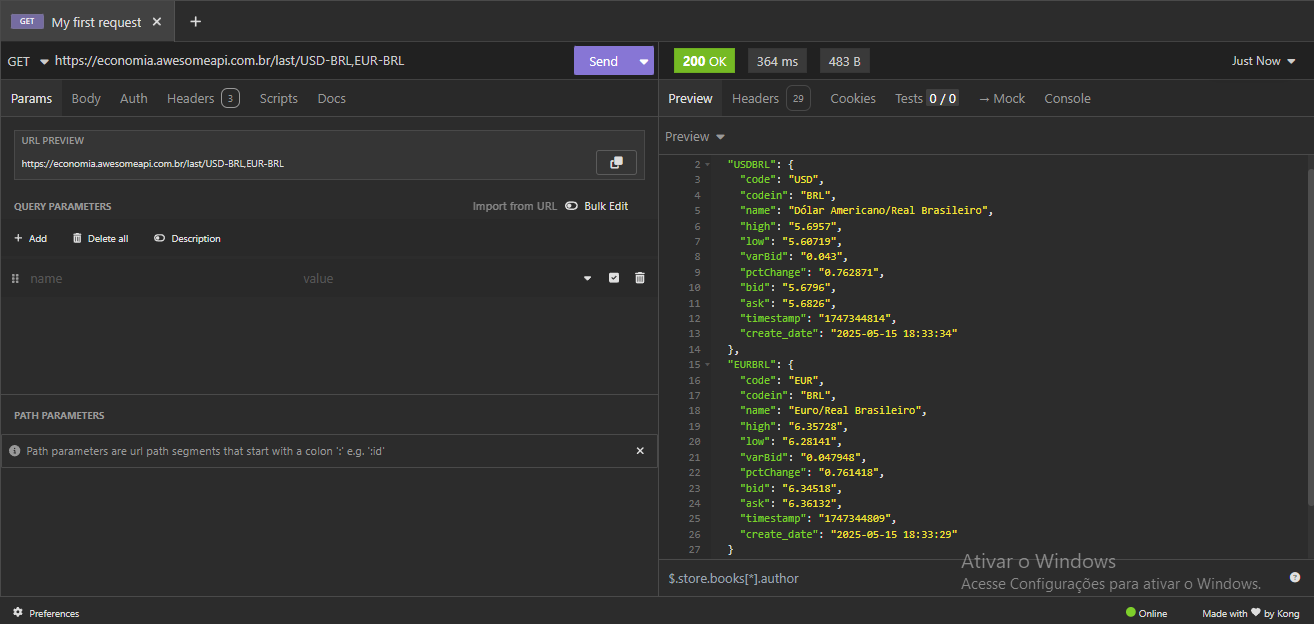 GET My first request
GET https://economia.awesomeapi.com.br/last/USD-BRL,EUR-BRL Send
Params Body Auth Headers 3 Scripts Docs
URL PREVIEW
https://economia.awesomeapi.com.br/last/USD-BRL,EUR-BRL
QUERY PARAMETERS Import from URL Bulk Edit
+ Add Delete all Description
name value
PATH PARAMETERS
Path parameters are url path segments that start with a colon ':' e.g. ':id'
200 OK 364 ms 483 B Just Now
Preview Headers 29 Cookies Tests 0 / 0 → Mock Console
Preview
2 "USDBRL": {
3 "code": "USD",
4 "codein": "BRL",
5 "name": "Dólar Americano/Real Brasileiro",
6 "high": "5.6957",
7 "low": "5.60719",
8 "varBid": "0.043",
9 "pctChange": "0.762871",
10 "bid": "5.6796",
11 "ask": "5.6826",
12 "timestamp": "1747344814",
13 "create_date": "2025-05-15 18:33:34"
14 },
15 "EURBRL": {
16 "code": "EUR",
17 "codein": "BRL",
18 "name": "Euro/Real Brasileiro",
19 "high": "6.35728",
20 "low": "6.28141",
21 "varBid": "0.047948",
22 "pctChange": "0.761418",
23 "bid": "6.34518",
24 "ask": "6.36132",
25 "timestamp": "1747344809",
26 "create_date": "2025-05-15 18:33:29"
27 }
$.store.books[*].author
Ativar o Windows
Acesse Configurações para ativar o Windows.
Preferences Online Made with ♥ by Kong